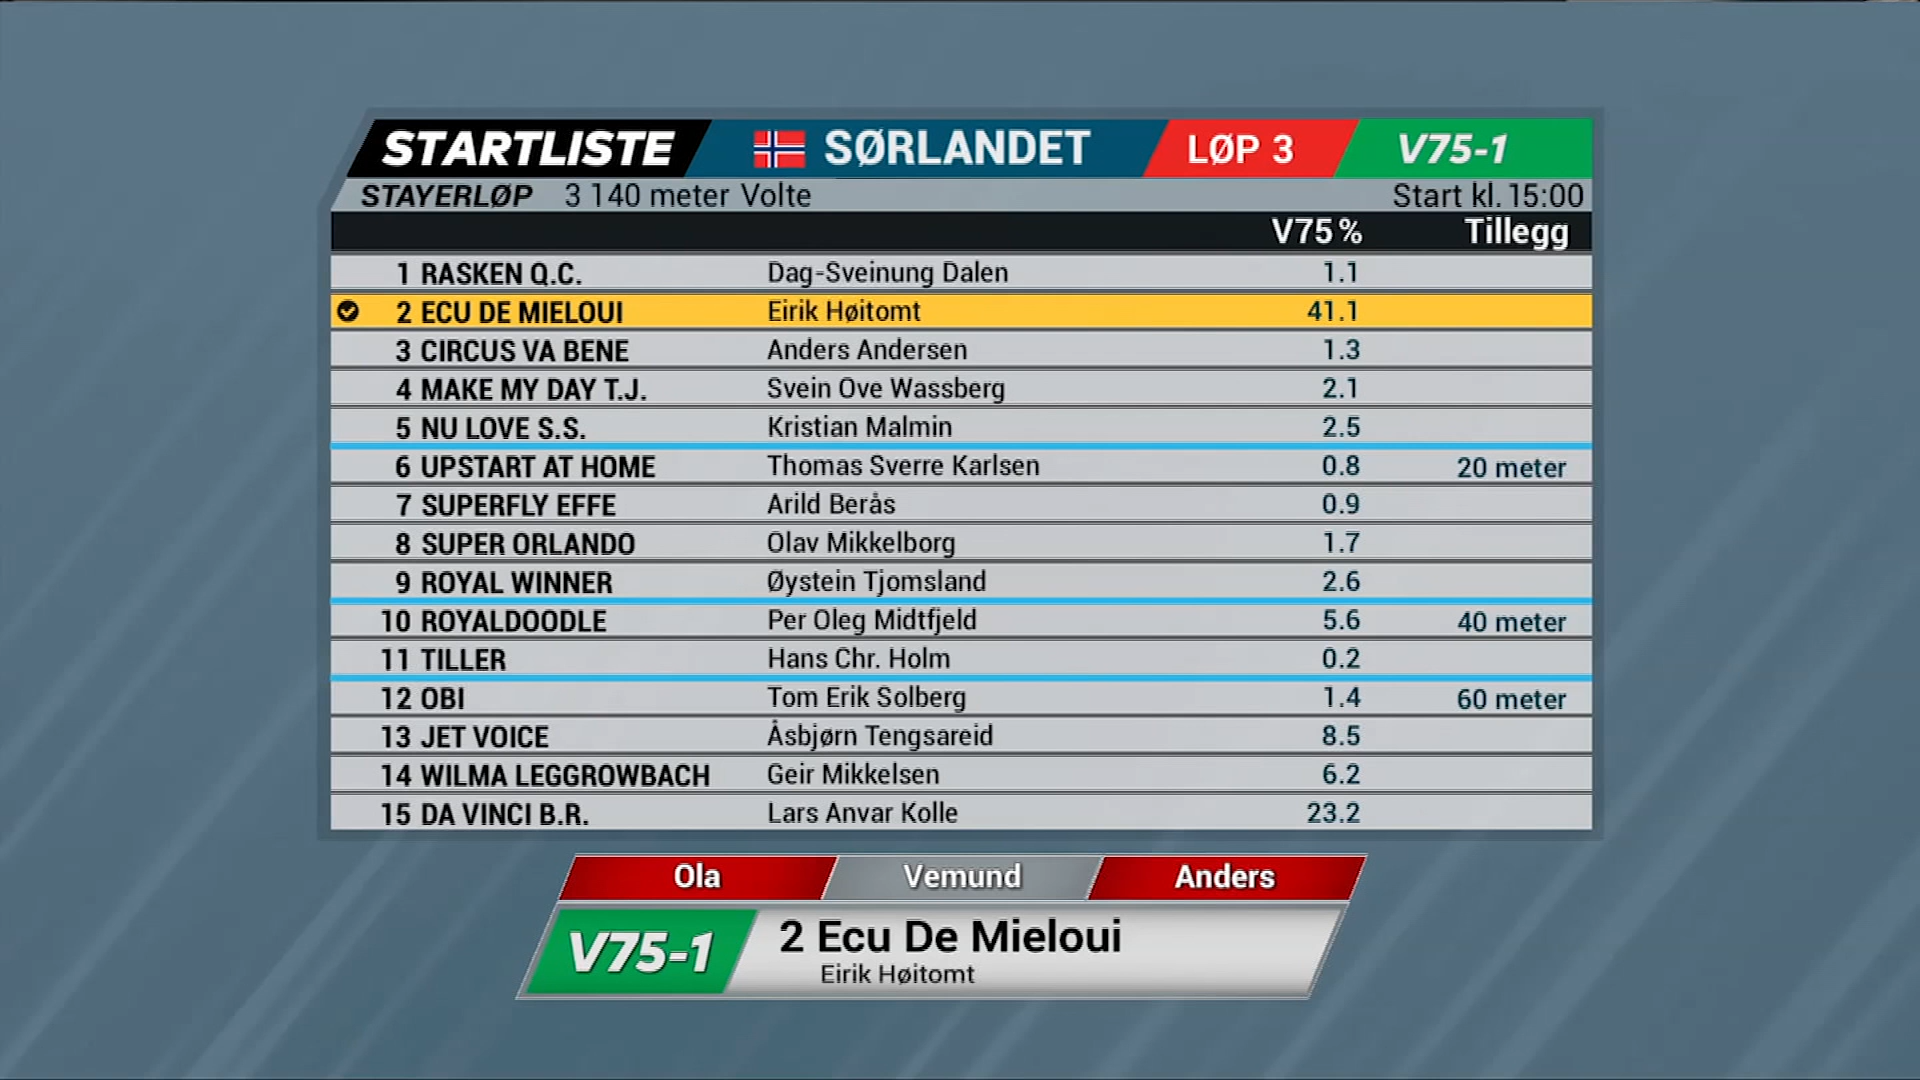 STARTLISTE SØRLANDET LØP 3 V75-1
STAYERLØP 3 140 meter Volte Start kl. 15:00
V75 % Tillegg
1 RASKEN Q.C. Dag-Sveinung Dalen 1.1
2 ECU DE MIELOUI Eirik Høitomt 41.1
3 CIRCUS VA BENE Anders Andersen 1.3
4 MAKE MY DAY T.J. Svein Ove Wassberg 2.1
5 NU LOVE S.S. Kristian Malmin 2.5
6 UPSTART AT HOME Thomas Sverre Karlsen 0.8 20 meter
7 SUPERFLY EFFE Arild Berås 0.9
8 SUPER ORLANDO Olav Mikkelborg 1.7
9 ROYAL WINNER Øystein Tjomsland 2.6
10 ROYALDOODLE Per Oleg Midtfjeld 5.6 40 meter
11 TILLER Hans Chr. Holm 0.2
12 OBI Tom Erik Solberg 1.4 60 meter
13 JET VOICE Åsbjørn Tengsareid 8.5
14 WILMA LEGGROWBACH Geir Mikkelsen 6.2
15 DA VINCI B.R. Lars Anvar Kolle 23.2
Ola Vemund Anders
V75-1 2 Ecu De Mieloui
Eirik Høitomt